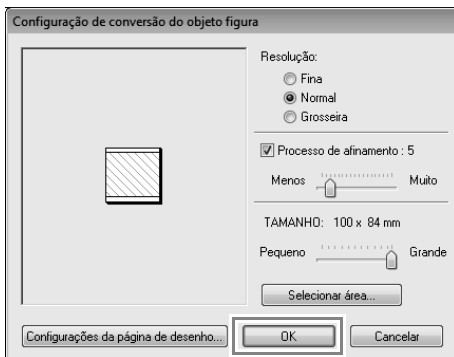 Configuração de conversão do objeto figura
Resolução:
Fina
Normal
Grosseira
Processo de afinamento : 5
Menos Muito
TAMANHO: 100 x 84 mm
Pequeno Grande
Selecionar área...
Configurações da página de desenho... OK Cancelar